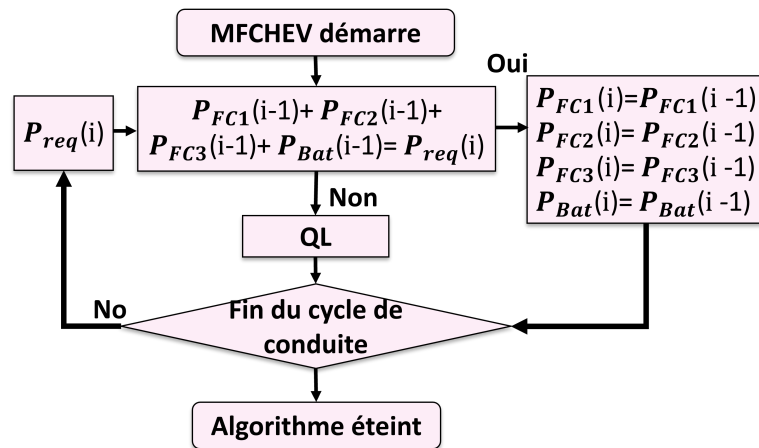 MFCHEV démarre
Oui
P_req(i)
P_FC1(i-1)+ P_FC2(i-1)+
P_FC3(i-1)+ P_Bat(i-1)= P_req(i)
P_FC1(i)=P_FC1(i -1)
P_FC2(i)= P_FC2(i -1)
P_FC3(i)= P_FC3(i -1)
P_Bat(i)= P_Bat(i -1)
Non
QL
No
Fin du cycle de
conduite
Algorithme éteint